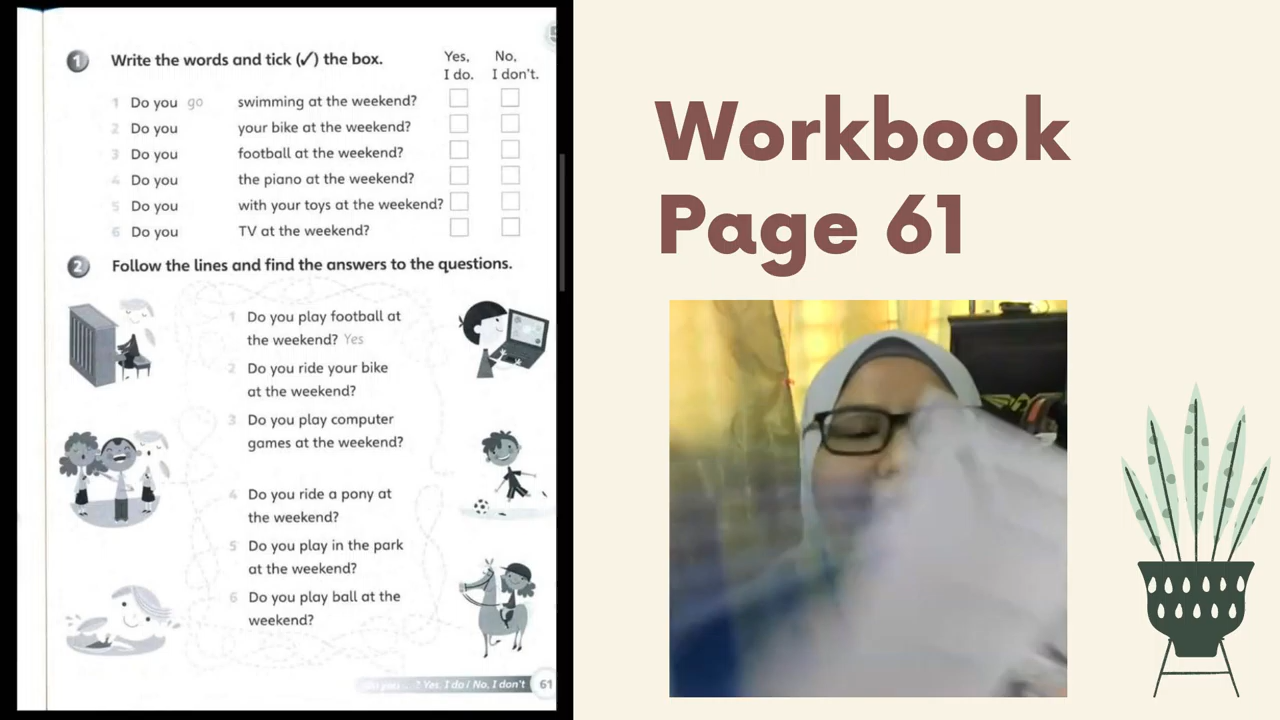 1 Write the words and tick (✓) the box.
Yes, I do.
No, I don't.
1 Do you go swimming at the weekend?
2 Do you your bike at the weekend?
3 Do you football at the weekend?
4 Do you the piano at the weekend?
5 Do you with your toys at the weekend?
6 Do you TV at the weekend?
2 Follow the lines and find the answers to the questions.
1 Do you play football at
the weekend? Yes
2 Do you ride your bike
at the weekend?
3 Do you play computer
games at the weekend?
4 Do you ride a pony at
the weekend?
5 Do you play in the park
at the weekend?
6 Do you play ball at the
weekend?
Do you ... ? Yes, I do / No, I don't 61
Workbook
Page 61